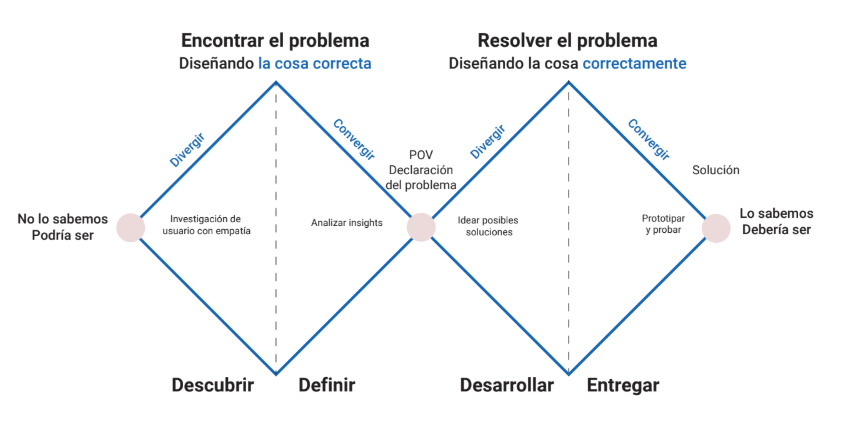 Encontrar el problema
Diseñando la cosa correcta
Resolver el problema
Diseñando la cosa correctamente
Divergir
Convergir
Divergir
Convergir
POV
Declaración
del problema
Solución
No lo sabemos
Podría ser
Investigación de
usuario con empatía
Analizar insights
Idear posibles
soluciones
Prototipar
y probar
Lo sabemos
Debería ser
Descubrir
Definir
Desarrollar
Entregar